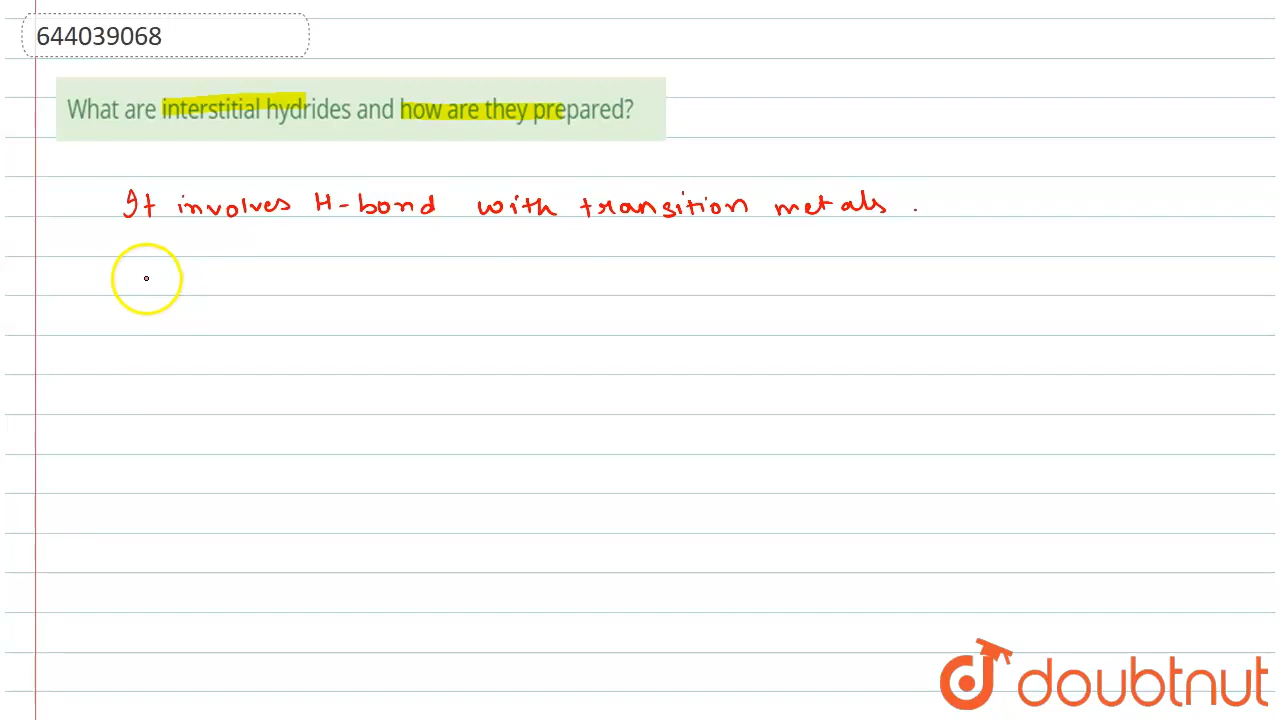 644039068
What are interstitial hydrides and how are they prepared?
It involves H-bond with transition metals.
doubtnut